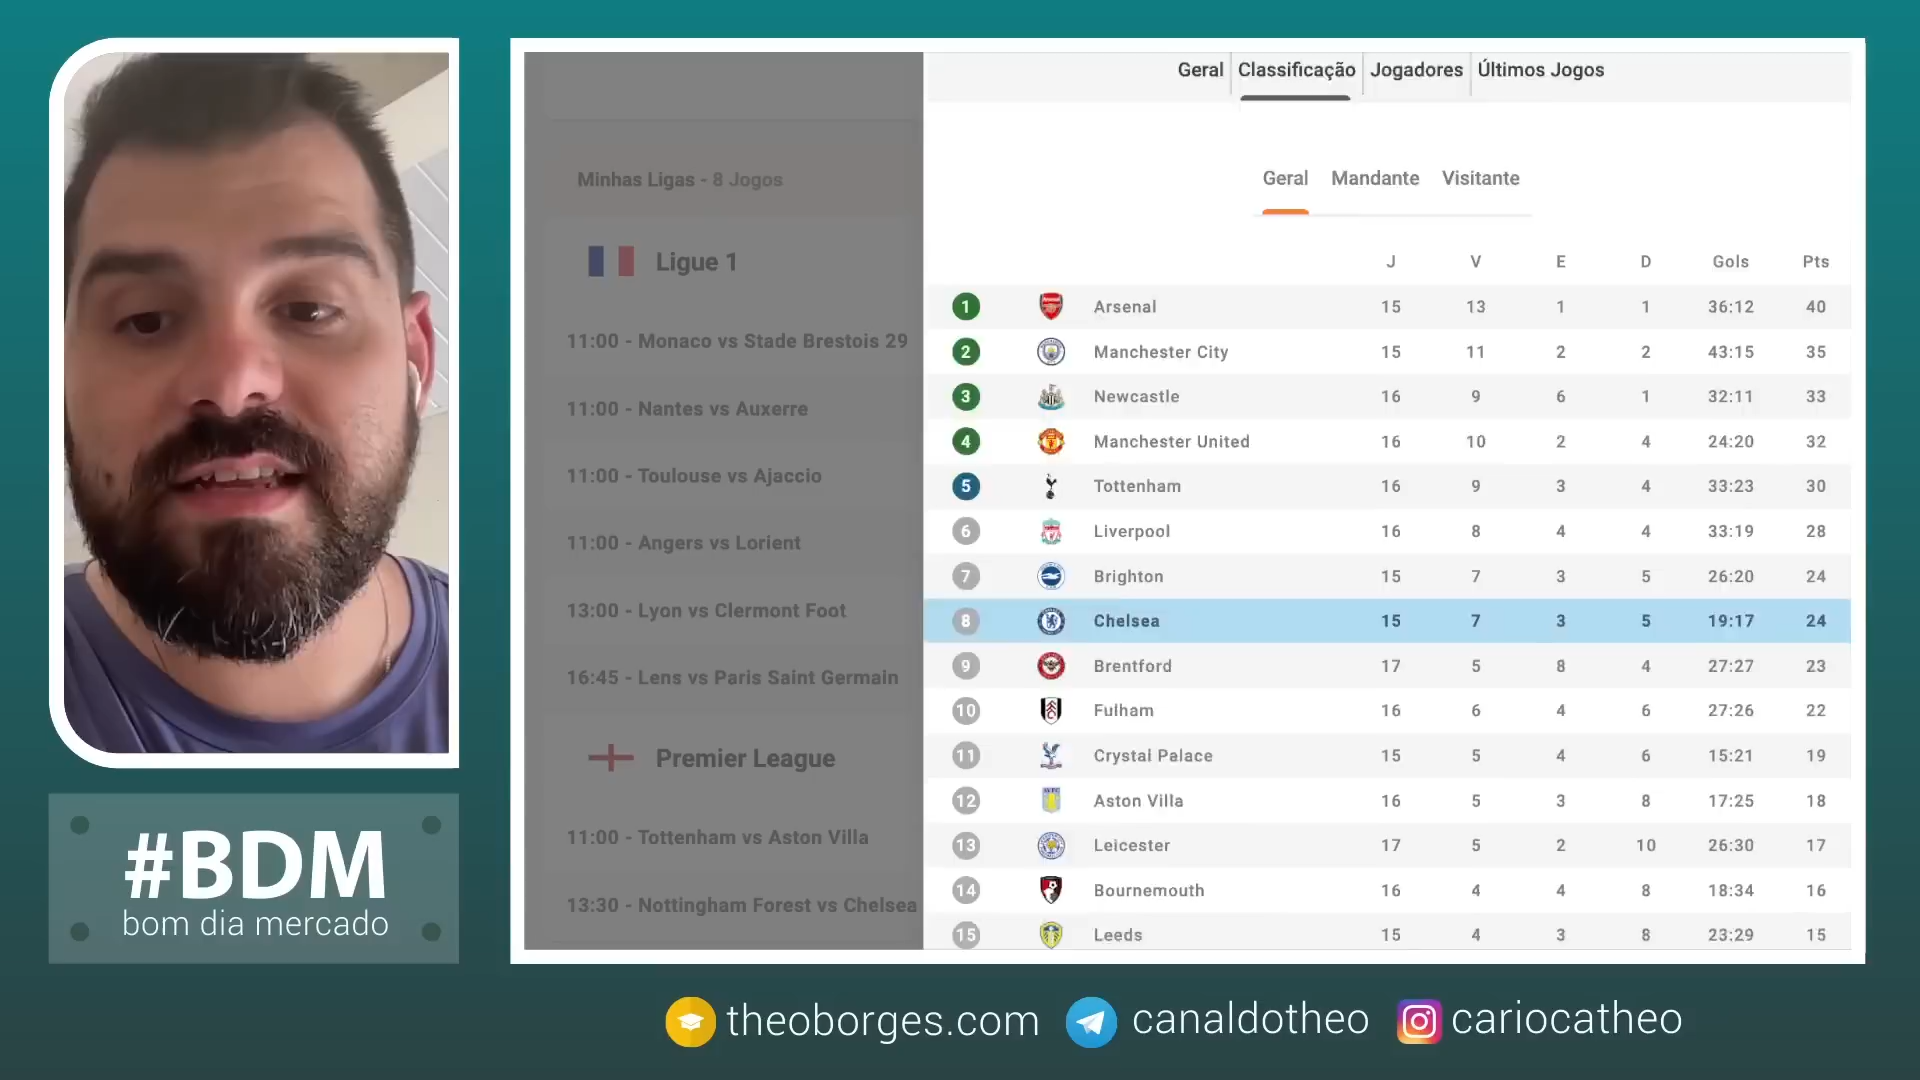 Geral Classificação Jogadores Últimos Jogos
Minhas Ligas - 8 Jogos
Ligue 1
11:00 - Monaco vs Stade Brestois 29
11:00 - Nantes vs Auxerre
11:00 - Toulouse vs Ajaccio
11:00 - Angers vs Lorient
13:00 - Lyon vs Clermont Foot
16:45 - Lens vs Paris Saint Germain
Premier League
11:00 - Tottenham vs Aston Villa
13:30 - Nottingham Forest vs Chelsea
Geral Mandante Visitante
J V E D Gols Pts
1 Arsenal 15 13 1 1 36:12 40
2 Manchester City 15 11 2 2 43:15 35
3 Newcastle 16 9 6 1 32:11 33
4 Manchester United 16 10 2 4 24:20 32
5 Tottenham 16 9 3 4 33:23 30
6 Liverpool 16 8 4 4 33:19 28
7 Brighton 15 7 3 5 26:20 24
8 Chelsea 15 7 3 5 19:17 24
9 Brentford 17 5 8 4 27:27 23
10 Fulham 16 6 4 6 27:26 22
11 Crystal Palace 15 5 4 6 15:21 19
12 Aston Villa 16 5 3 8 17:25 18
13 Leicester 17 5 2 10 26:30 17
14 Bournemouth 16 4 4 8 18:34 16
15 Leeds 15 4 3 8 23:29 15
#BDM
bom dia mercado
theoborges.com canaldotheo cariocatheo